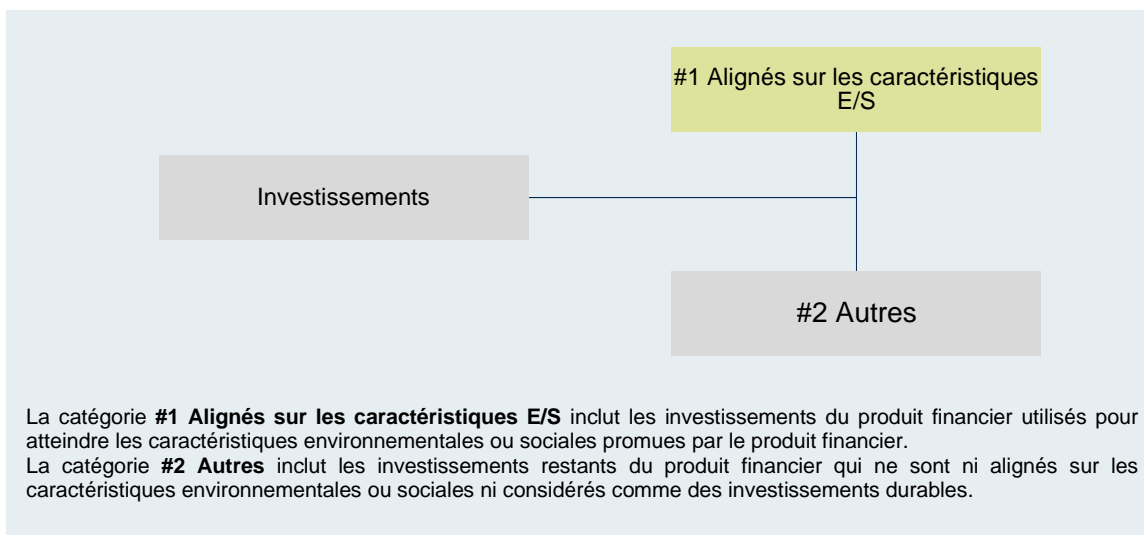 #1 Alignés sur les caractéristiques
E/S
Investissements
#2 Autres
La catégorie #1 Alignés sur les caractéristiques E/S inclut les investissements du produit financier utilisés pour
atteindre les caractéristiques environnementales ou sociales promues par le produit financier.
La catégorie #2 Autres inclut les investissements restants du produit financier qui ne sont ni alignés sur les
caractéristiques environnementales ou sociales ni considérés comme des investissements durables.